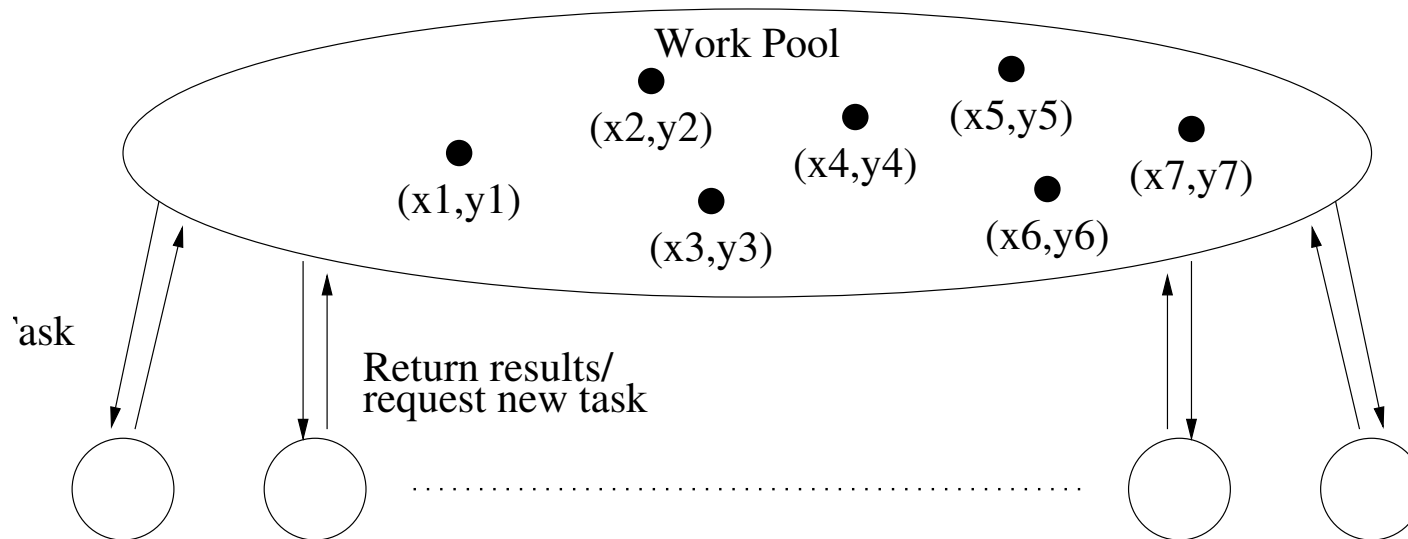 Work Pool
(x5,y5)
(x2,y2)
(x4,y4)
(x7,y7)
(x1,y1)
(x6,y6)
(x3,y3)
ask
Return results/
request new task